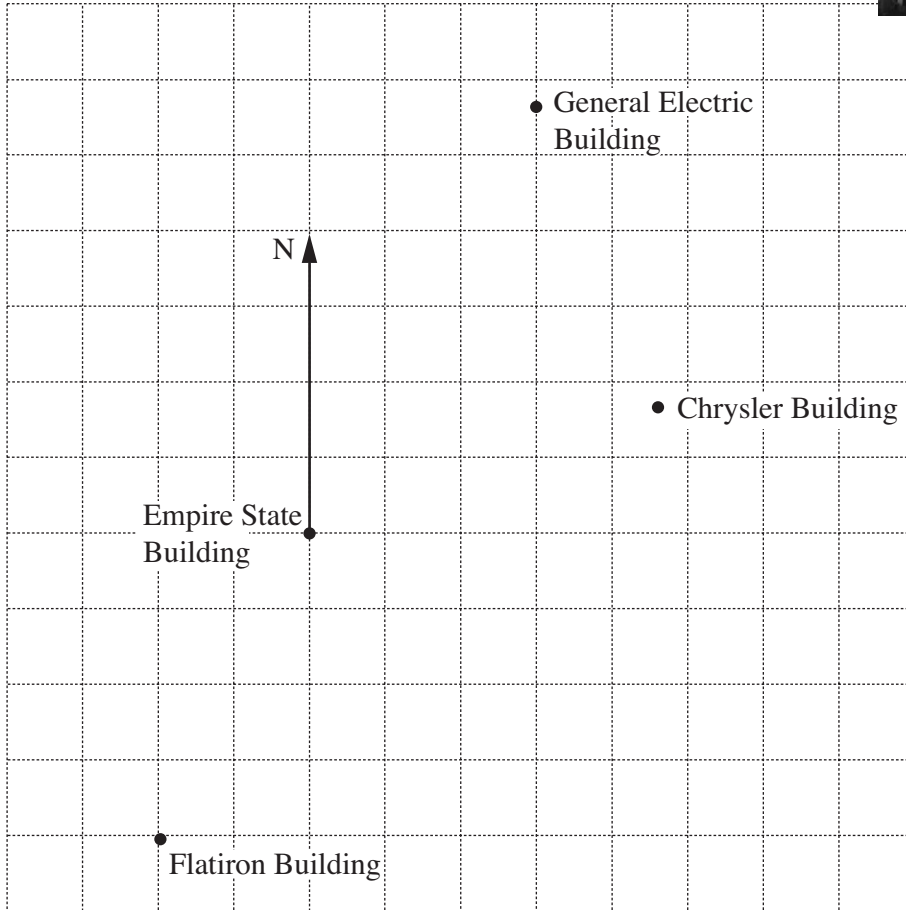 General Electric
Building
N
Chrysler Building
Empire State
Building
Flatiron Building